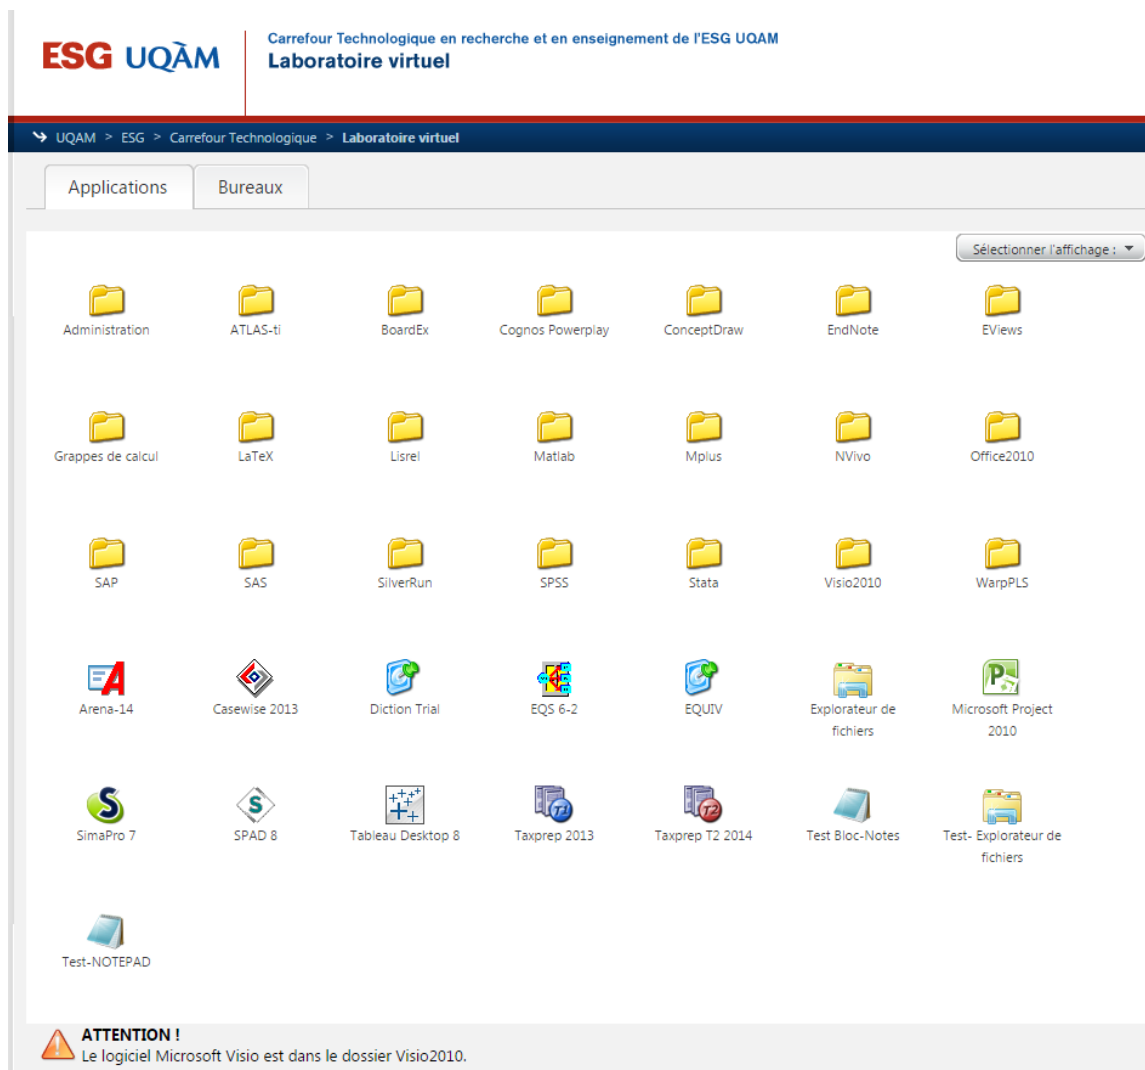 ESG UQÀM
Carrefour Technologique en recherche et en enseignement de l'ESG UQAM
Laboratoire virtuel
UQAM > ESG > Carrefour Technologique > Laboratoire virtuel
Applications
Bureaux
Sélectionner l'affichage :
Administration
ATLAS-ti
BoardEx
Cognos Powerplay
ConceptDraw
EndNote
EViews
Grappes de calcul
LaTeX
Lisrel
Matlab
Mplus
NVivo
Office2010
SAP
SAS
SilverRun
SPSS
Stata
Visio2010
WarpPLS
Arena-14
Casewise 2013
Diction Trial
EQS 6-2
EQUIV
Explorateur de
fichiers
Microsoft Project
2010
SimaPro 7
SPAD 8
Tableau Desktop 8
Taxprep 2013
Taxprep T2 2014
Test Bloc-Notes
Test- Explorateur de
fichiers
Test-NOTEPAD
ATTENTION !
Le logiciel Microsoft Visio est dans le dossier Visio2010.